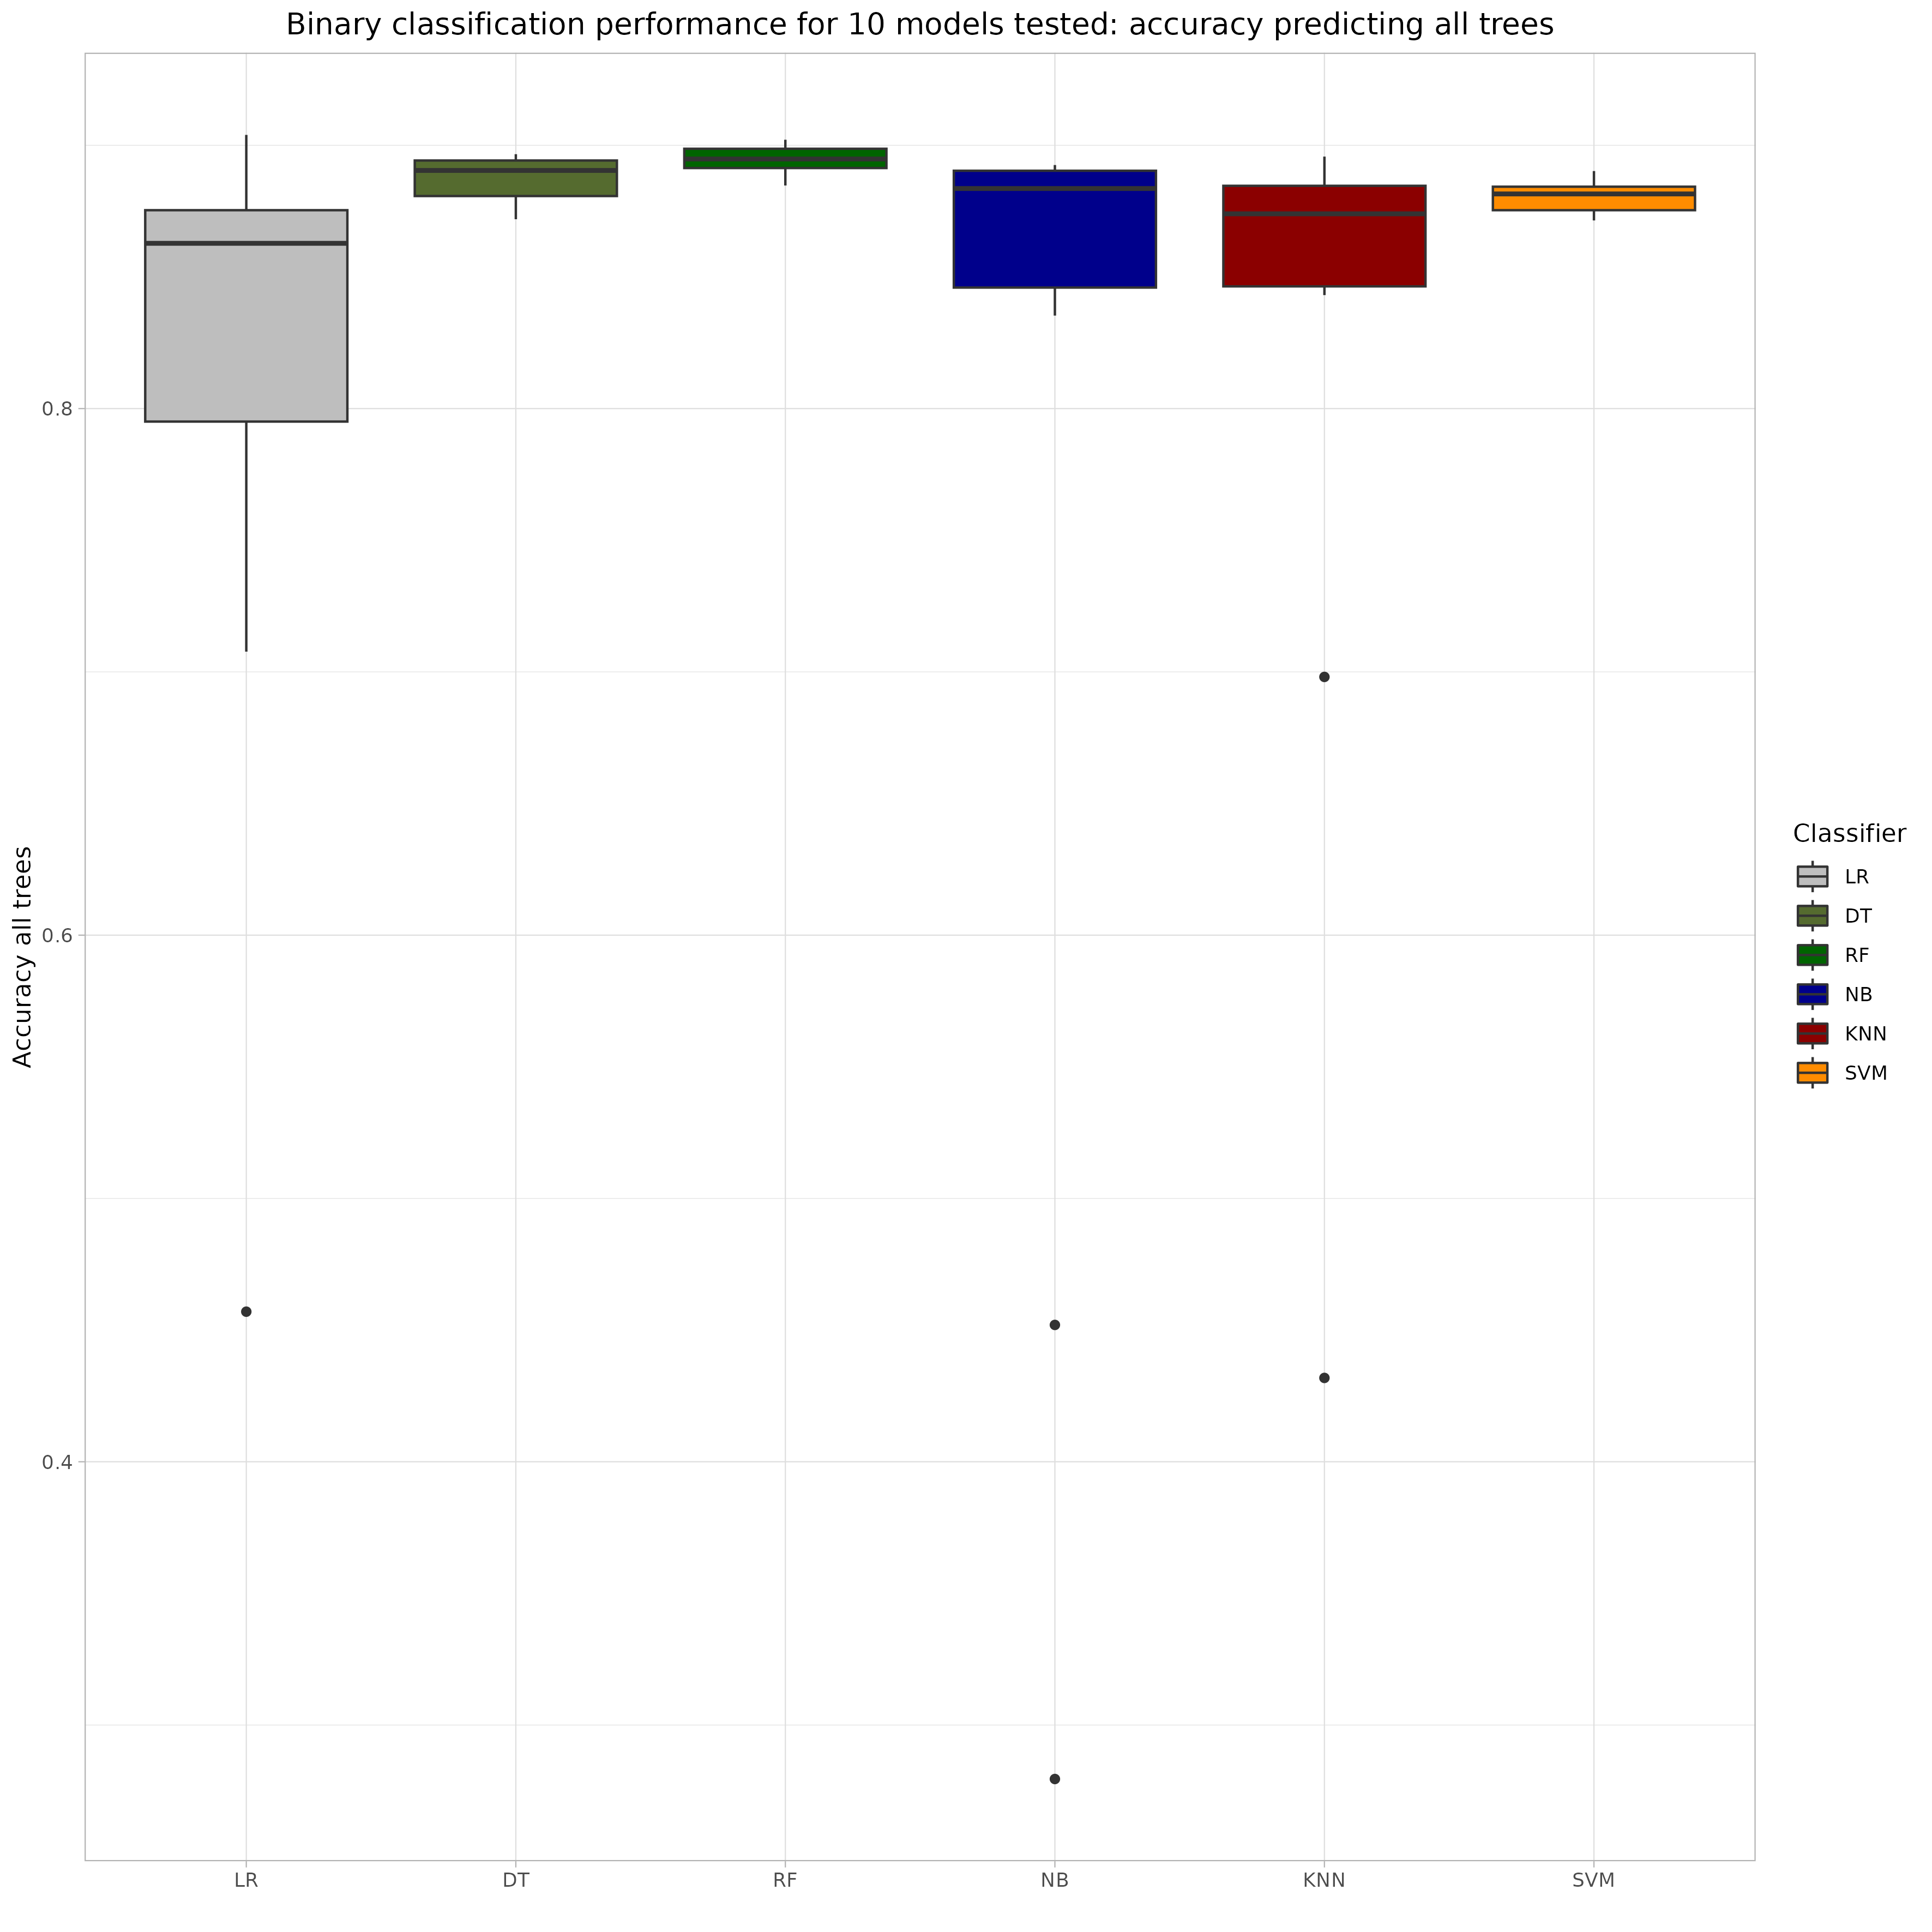 Binary classification performance for 10 models tested: accuracy predicting all trees
Accuracy all trees
0.8
0.6
0.4
LR
DT
RF
NB
KNN
SVM
Classifier
LR
DT
RF
NB
KNN
SVM